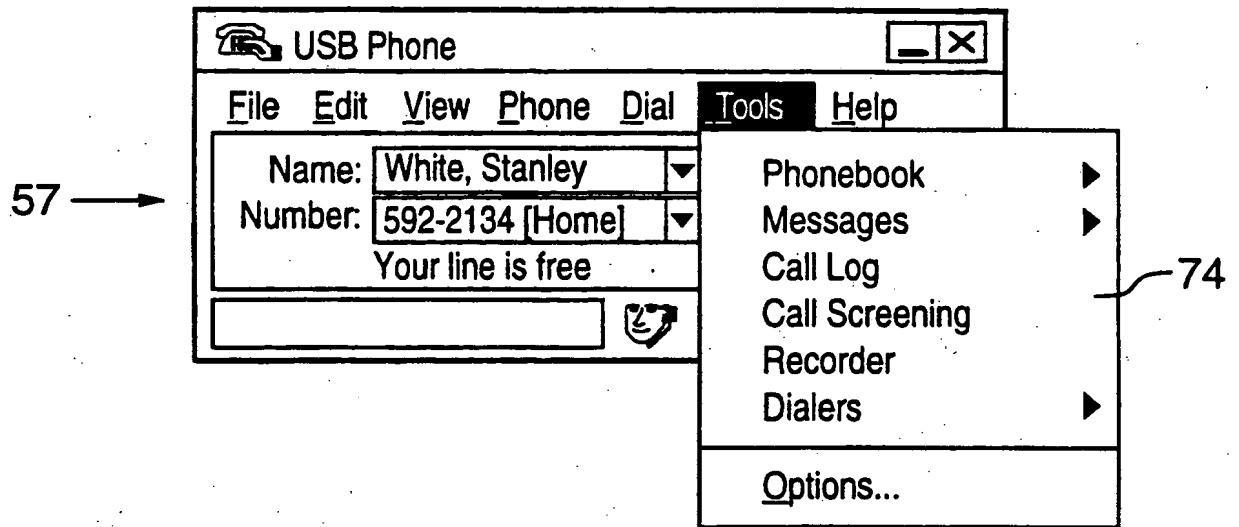 USB Phone
File Edit View Phone Dial Tools Help
Name: White, Stanley
Number: 592-2134 [Home]
Your line is free
Phonebook
Messages
Call Log
Call Screening
Recorder
Dialers
Options...
57
74